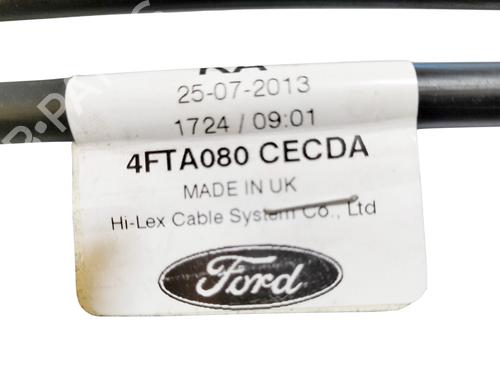 25-07-2013
1724 / 09:01
4FTA080 CECDA
MADE IN UK
Hi-Lex Cable System Co., Ltd
Ford